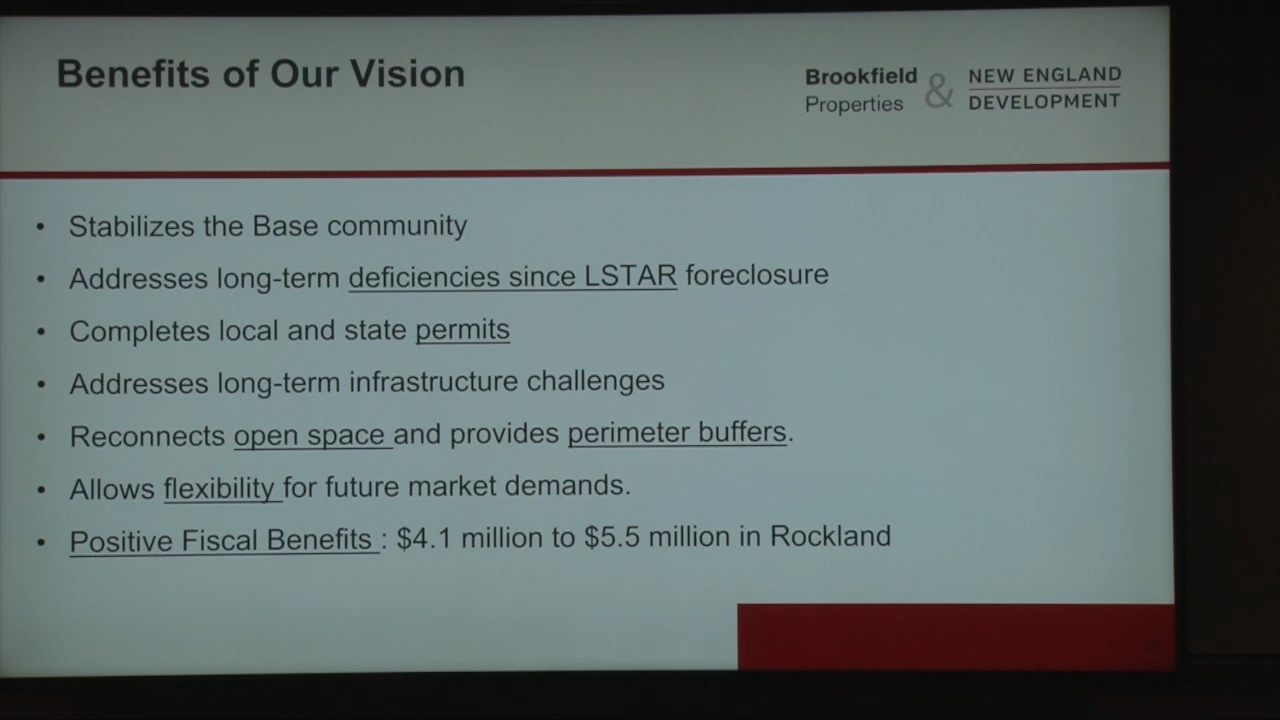 Benefits of Our Vision
Brookfield
Properties
&
NEW ENGLAND
DEVELOPMENT
• Stabilizes the Base community
• Addresses long-term deficiencies since LSTAR foreclosure
• Completes local and state permits
• Addresses long-term infrastructure challenges
• Reconnects open space and provides perimeter buffers.
• Allows flexibility for future market demands.
• Positive Fiscal Benefits : $4.1 million to $5.5 million in Rockland